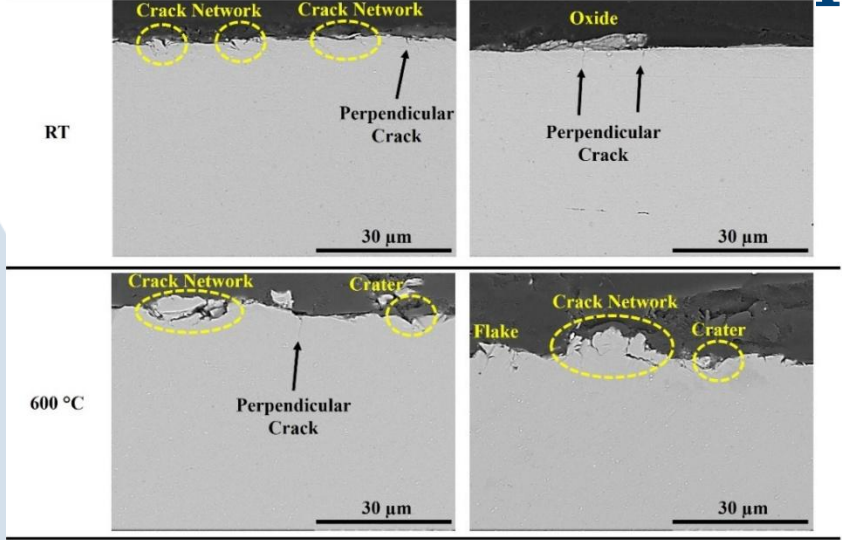 Crack Network
Crack Network
Perpendicular
Crack
30 µm
RT
Oxide
Perpendicular
Crack
30 µm
Crack Network
Crater
Perpendicular
Crack
30 µm
600 °C
Crack Network
Flake
Crater
30 µm